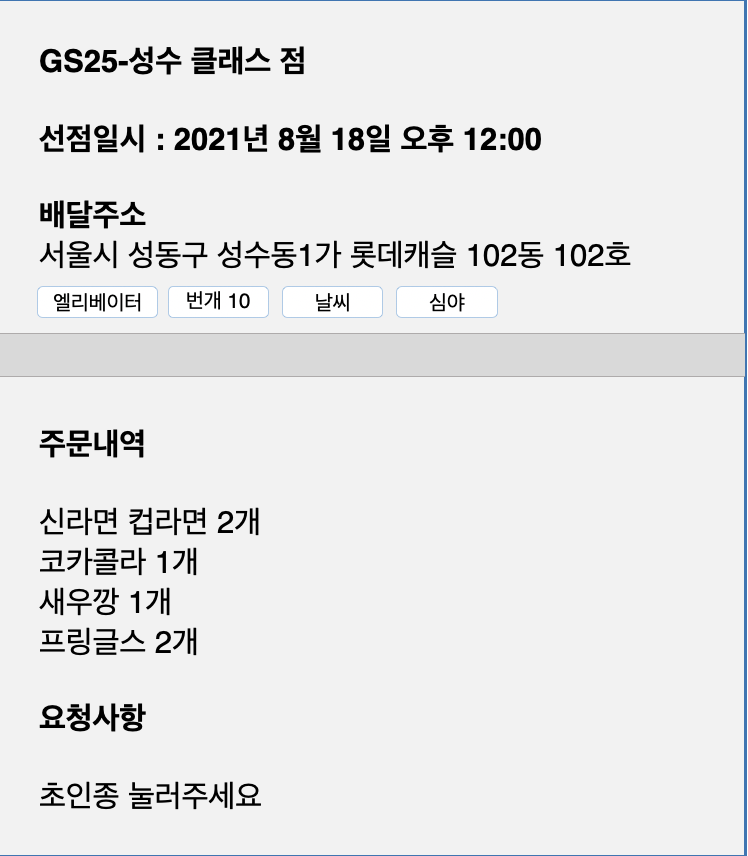 GS25-성수 클래스 점
선점일시 : 2021년 8월 18일 오후 12:00
배달주소
서울시 성동구 성수동1가 롯데캐슬 102동 102호
엘리베이터 번개 10 날씨 심야
주문내역
신라면 컵라면 2개
코카콜라 1개
새우깡 1개
프링글스 2개
요청사항
초인종 눌러주세요